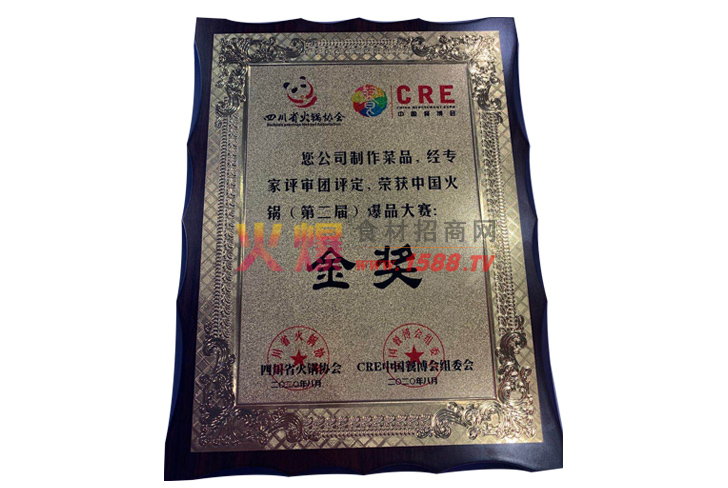 四川省火锅协会
CRE
CHINA RESTAURANT EXPO
中国餐博会
您公司制作菜品，经专
家评审团评定、荣获中国火
锅（第二届）爆品大赛：
火爆食材招商网
www.1588.TV
金奖
四川省火锅协会
二〇二〇年八月
CRE中国餐博会组委会
二〇二〇年八月